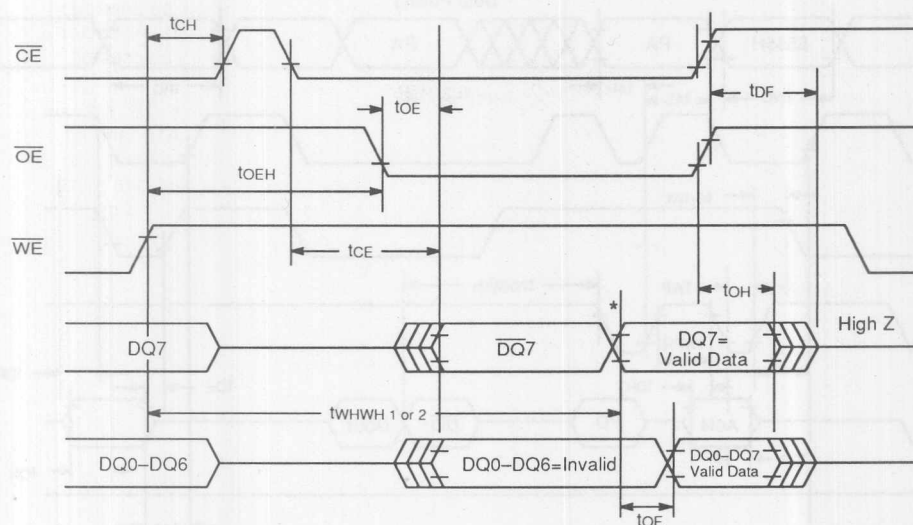 tCH
CE
tDF
tOE
OE
tOEH
WE
tCE
tOH
*
High Z
DQ7
DQ7
DQ7=
Valid Data
tWHWH 1 or 2
DQ0–DQ6
DQ0–DQ6=Invalid
DQ0–DQ7
Valid Data
tOE